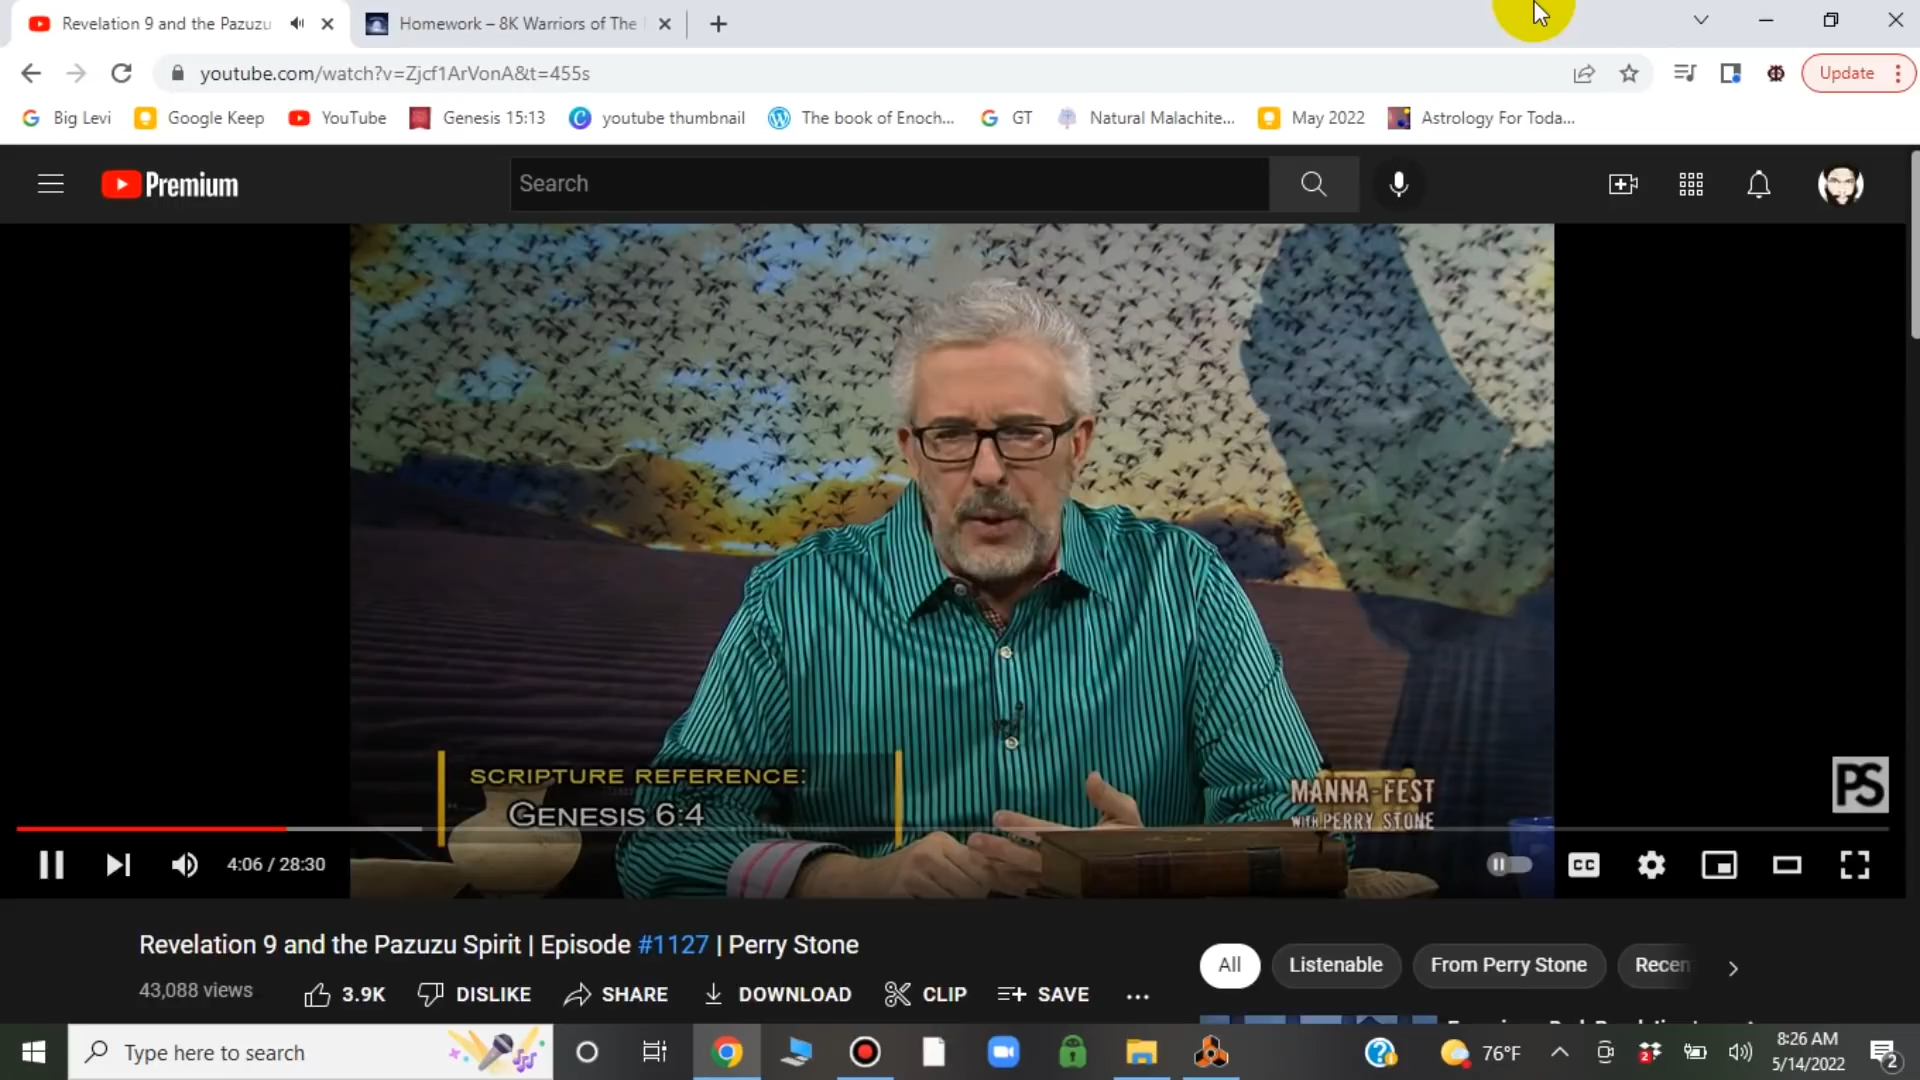 Revelation 9 and the Pazuzu
Homework – 8K Warriors of The
youtube.com/watch?v=Zjcf1ArVonA&t=455s
Update
Big Levi
Google Keep
YouTube
Genesis 15:13
youtube thumbnail
The book of Enoch...
GT
Natural Malachite...
May 2022
Astrology For Toda...
Premium
Search
SCRIPTURE REFERENCE:
GENESIS 6:4
MANNA-FEST
WITH PERRY STONE
PS
4:06 / 28:30
CC
Revelation 9 and the Pazuzu Spirit | Episode #1127 | Perry Stone
43,088 views
3.9K
DISLIKE
SHARE
DOWNLOAD
CLIP
SAVE
All
Listenable
From Perry Stone
Recen
Type here to search
76°F
2
8:26 AM
5/14/2022
2